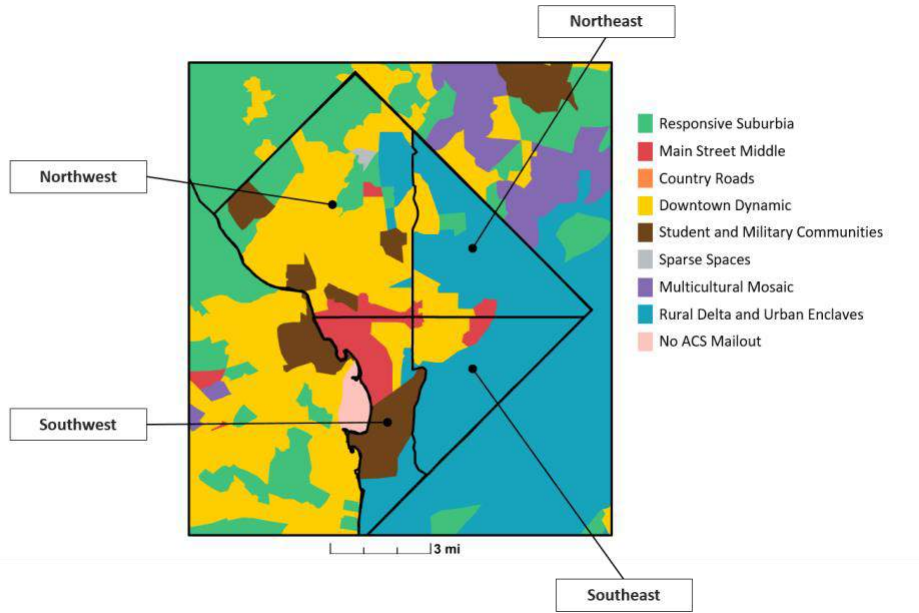 Northeast
Responsive Suburbia
Main Street Middle
Country Roads
Downtown Dynamic
Student and Military Communities
Sparse Spaces
Multicultural Mosaic
Rural Delta and Urban Enclaves
No ACS Mailout
Northwest
Southwest
3 mi
Southeast